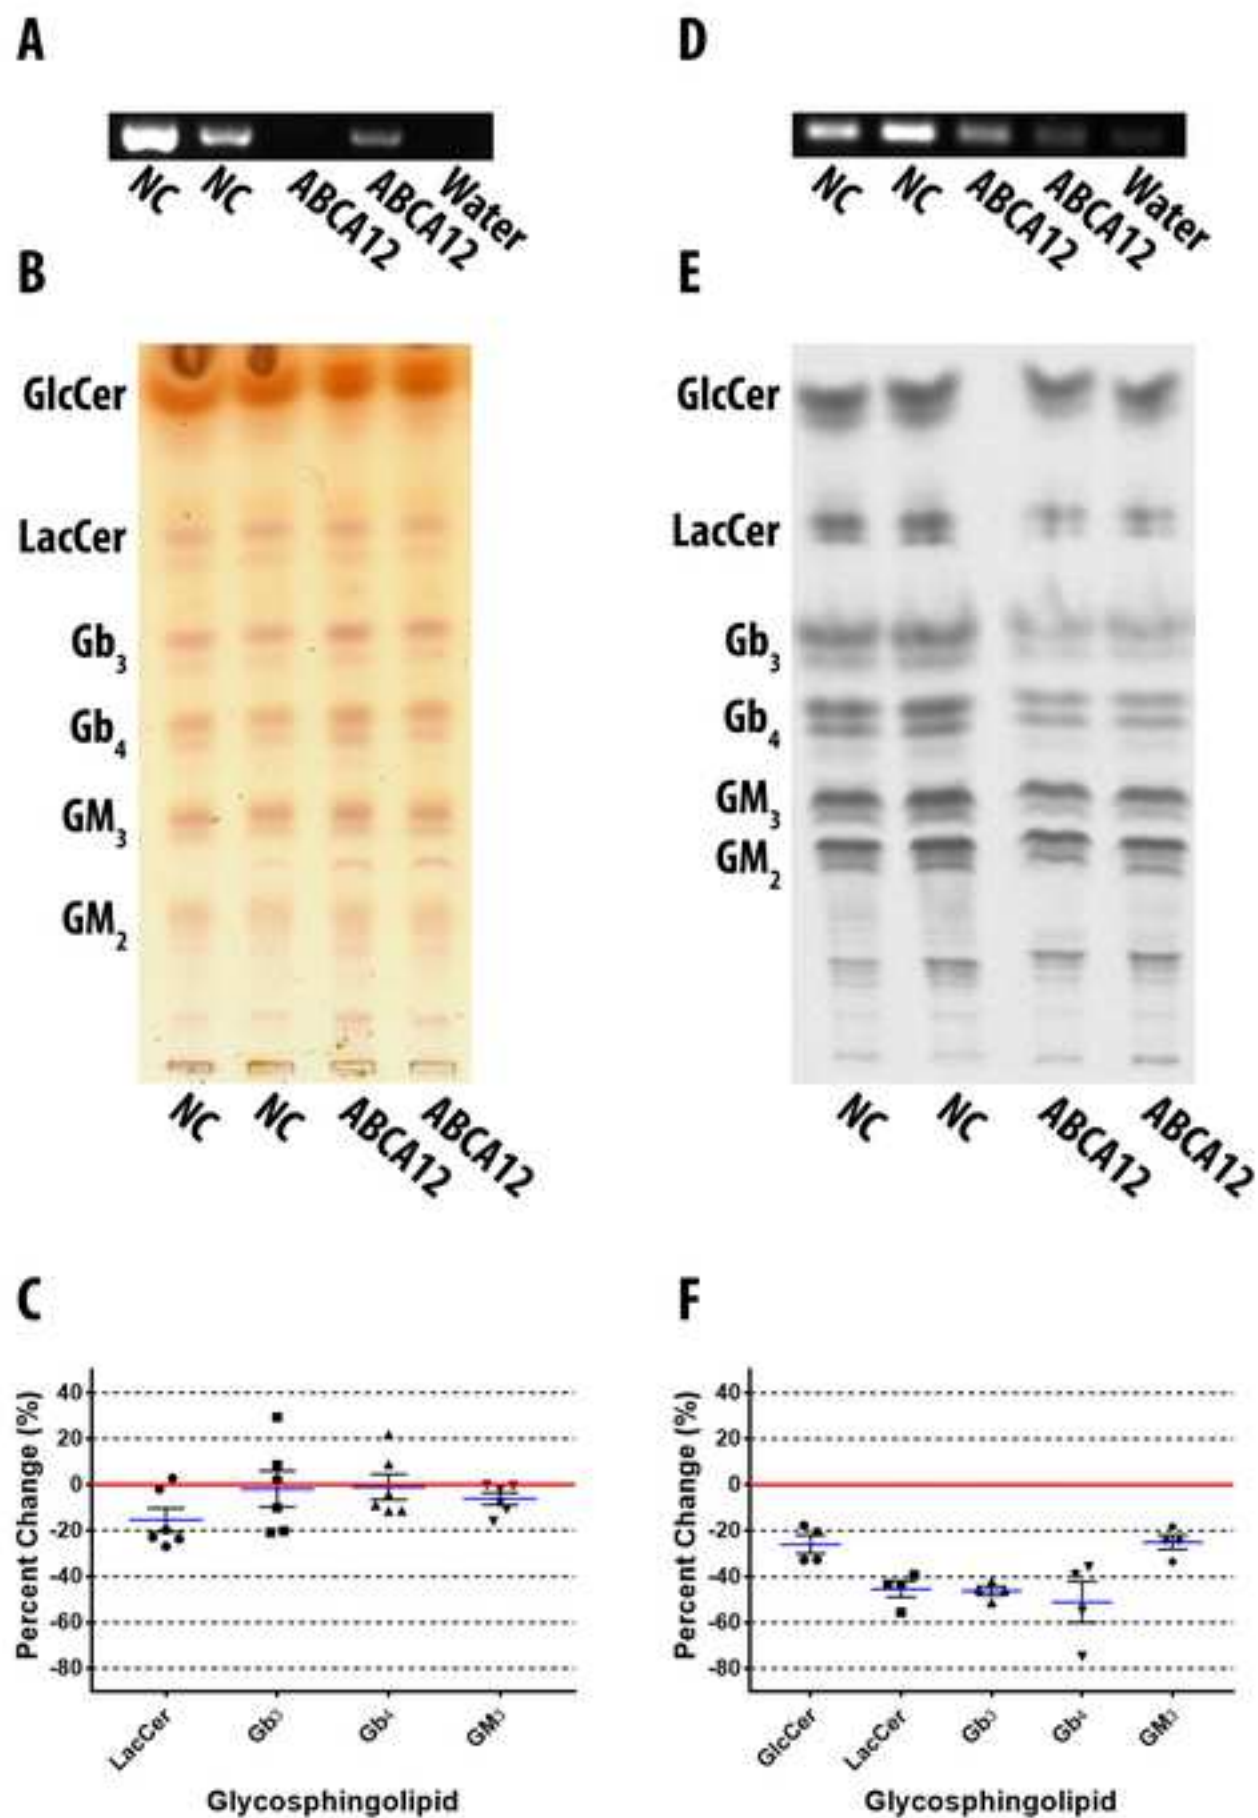 A
NC NC ABCA12 ABCA12 Water
B
GlcCer
LacCer
Gb3
Gb4
GM3
GM2
NC NC ABCA12 ABCA12
C
Percent Change (%)
40
20
0
-20
-40
-60
-80
LacCer Gb3 Gb4 GM3
Glycosphingolipid
D
NC NC ABCA12 ABCA12 Water
E
GlcCer
LacCer
Gb3
Gb4
GM3
GM2
NC NC ABCA12 ABCA12
F
Percent Change (%)
40
20
0
-20
-40
-60
-80
GlcCer LacCer Gb3 Gb4 GM3
Glycosphingolipid